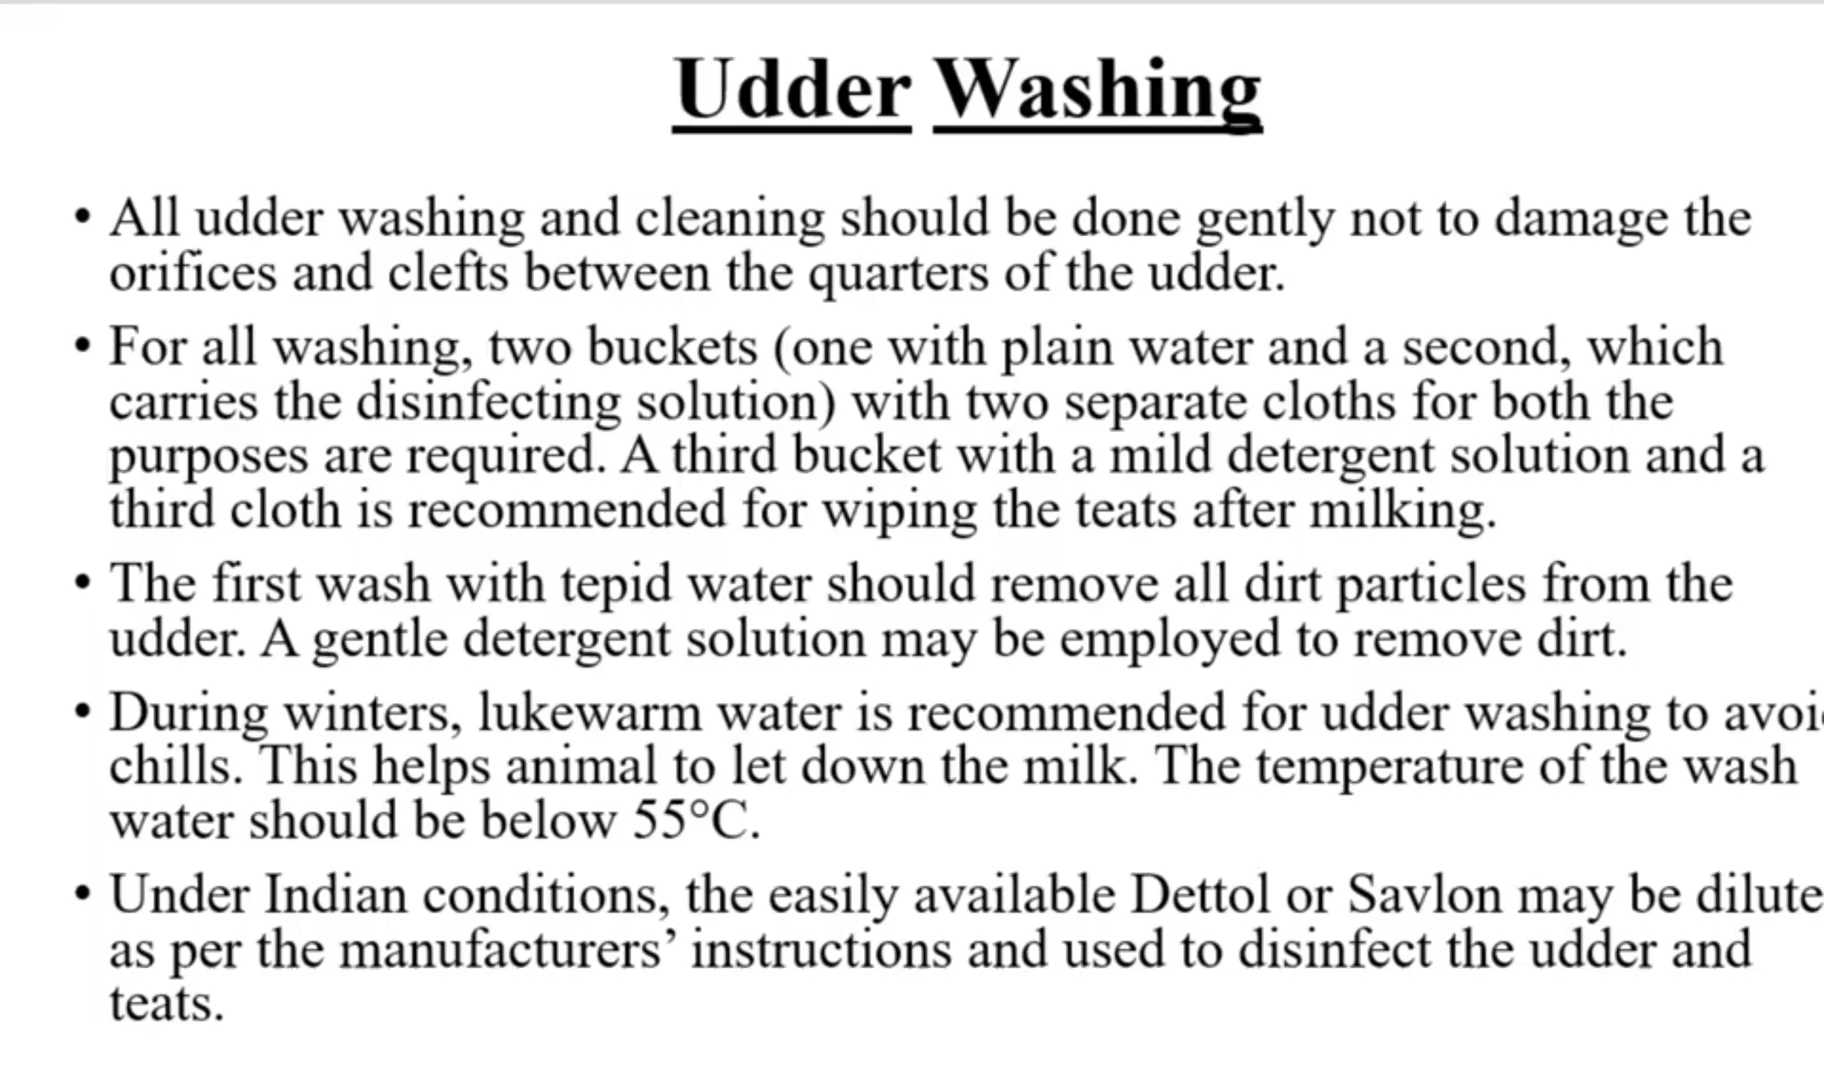 Udder Washing
• All udder washing and cleaning should be done gently not to damage the
orifices and clefts between the quarters of the udder.
• For all washing, two buckets (one with plain water and a second, which
carries the disinfecting solution) with two separate cloths for both the
purposes are required. A third bucket with a mild detergent solution and a
third cloth is recommended for wiping the teats after milking.
• The first wash with tepid water should remove all dirt particles from the
udder. A gentle detergent solution may be employed to remove dirt.
• During winters, lukewarm water is recommended for udder washing to avoi
chills. This helps animal to let down the milk. The temperature of the wash
water should be below 55°C.
• Under Indian conditions, the easily available Dettol or Savlon may be dilute
as per the manufacturers’ instructions and used to disinfect the udder and
teats.